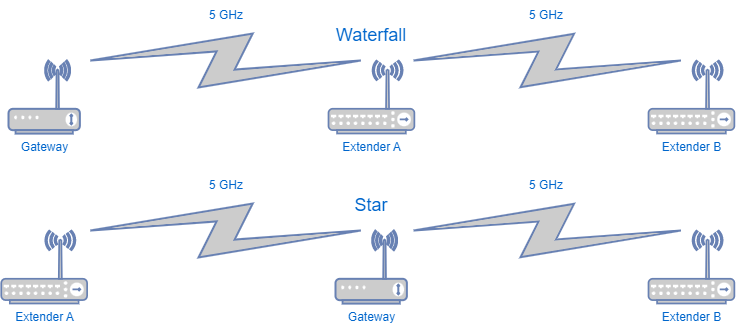 5 GHz
5 GHz
Waterfall
Gateway
Extender A
Extender B
5 GHz
5 GHz
Star
Extender A
Gateway
Extender B